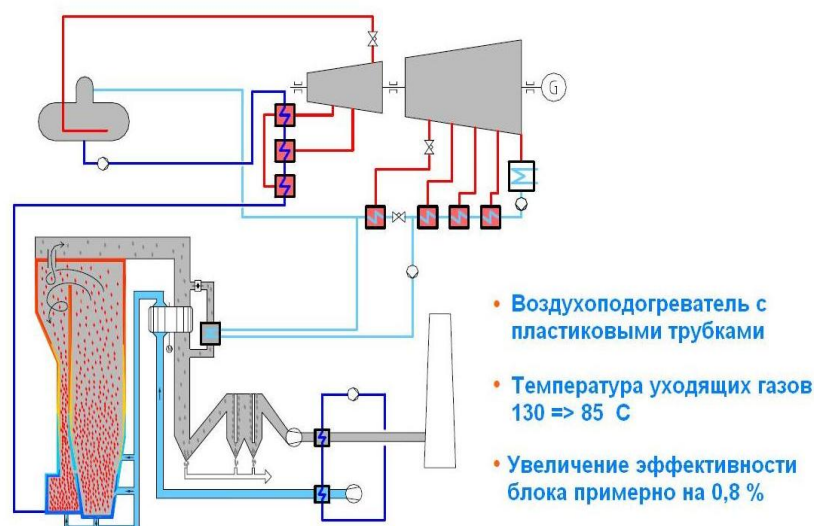 G
• Воздухоподогреватель с
пластиковыми трубками
• Температура уходящих газов
130 => 85 С
• Увеличение эффективности
блока примерно на 0,8 %